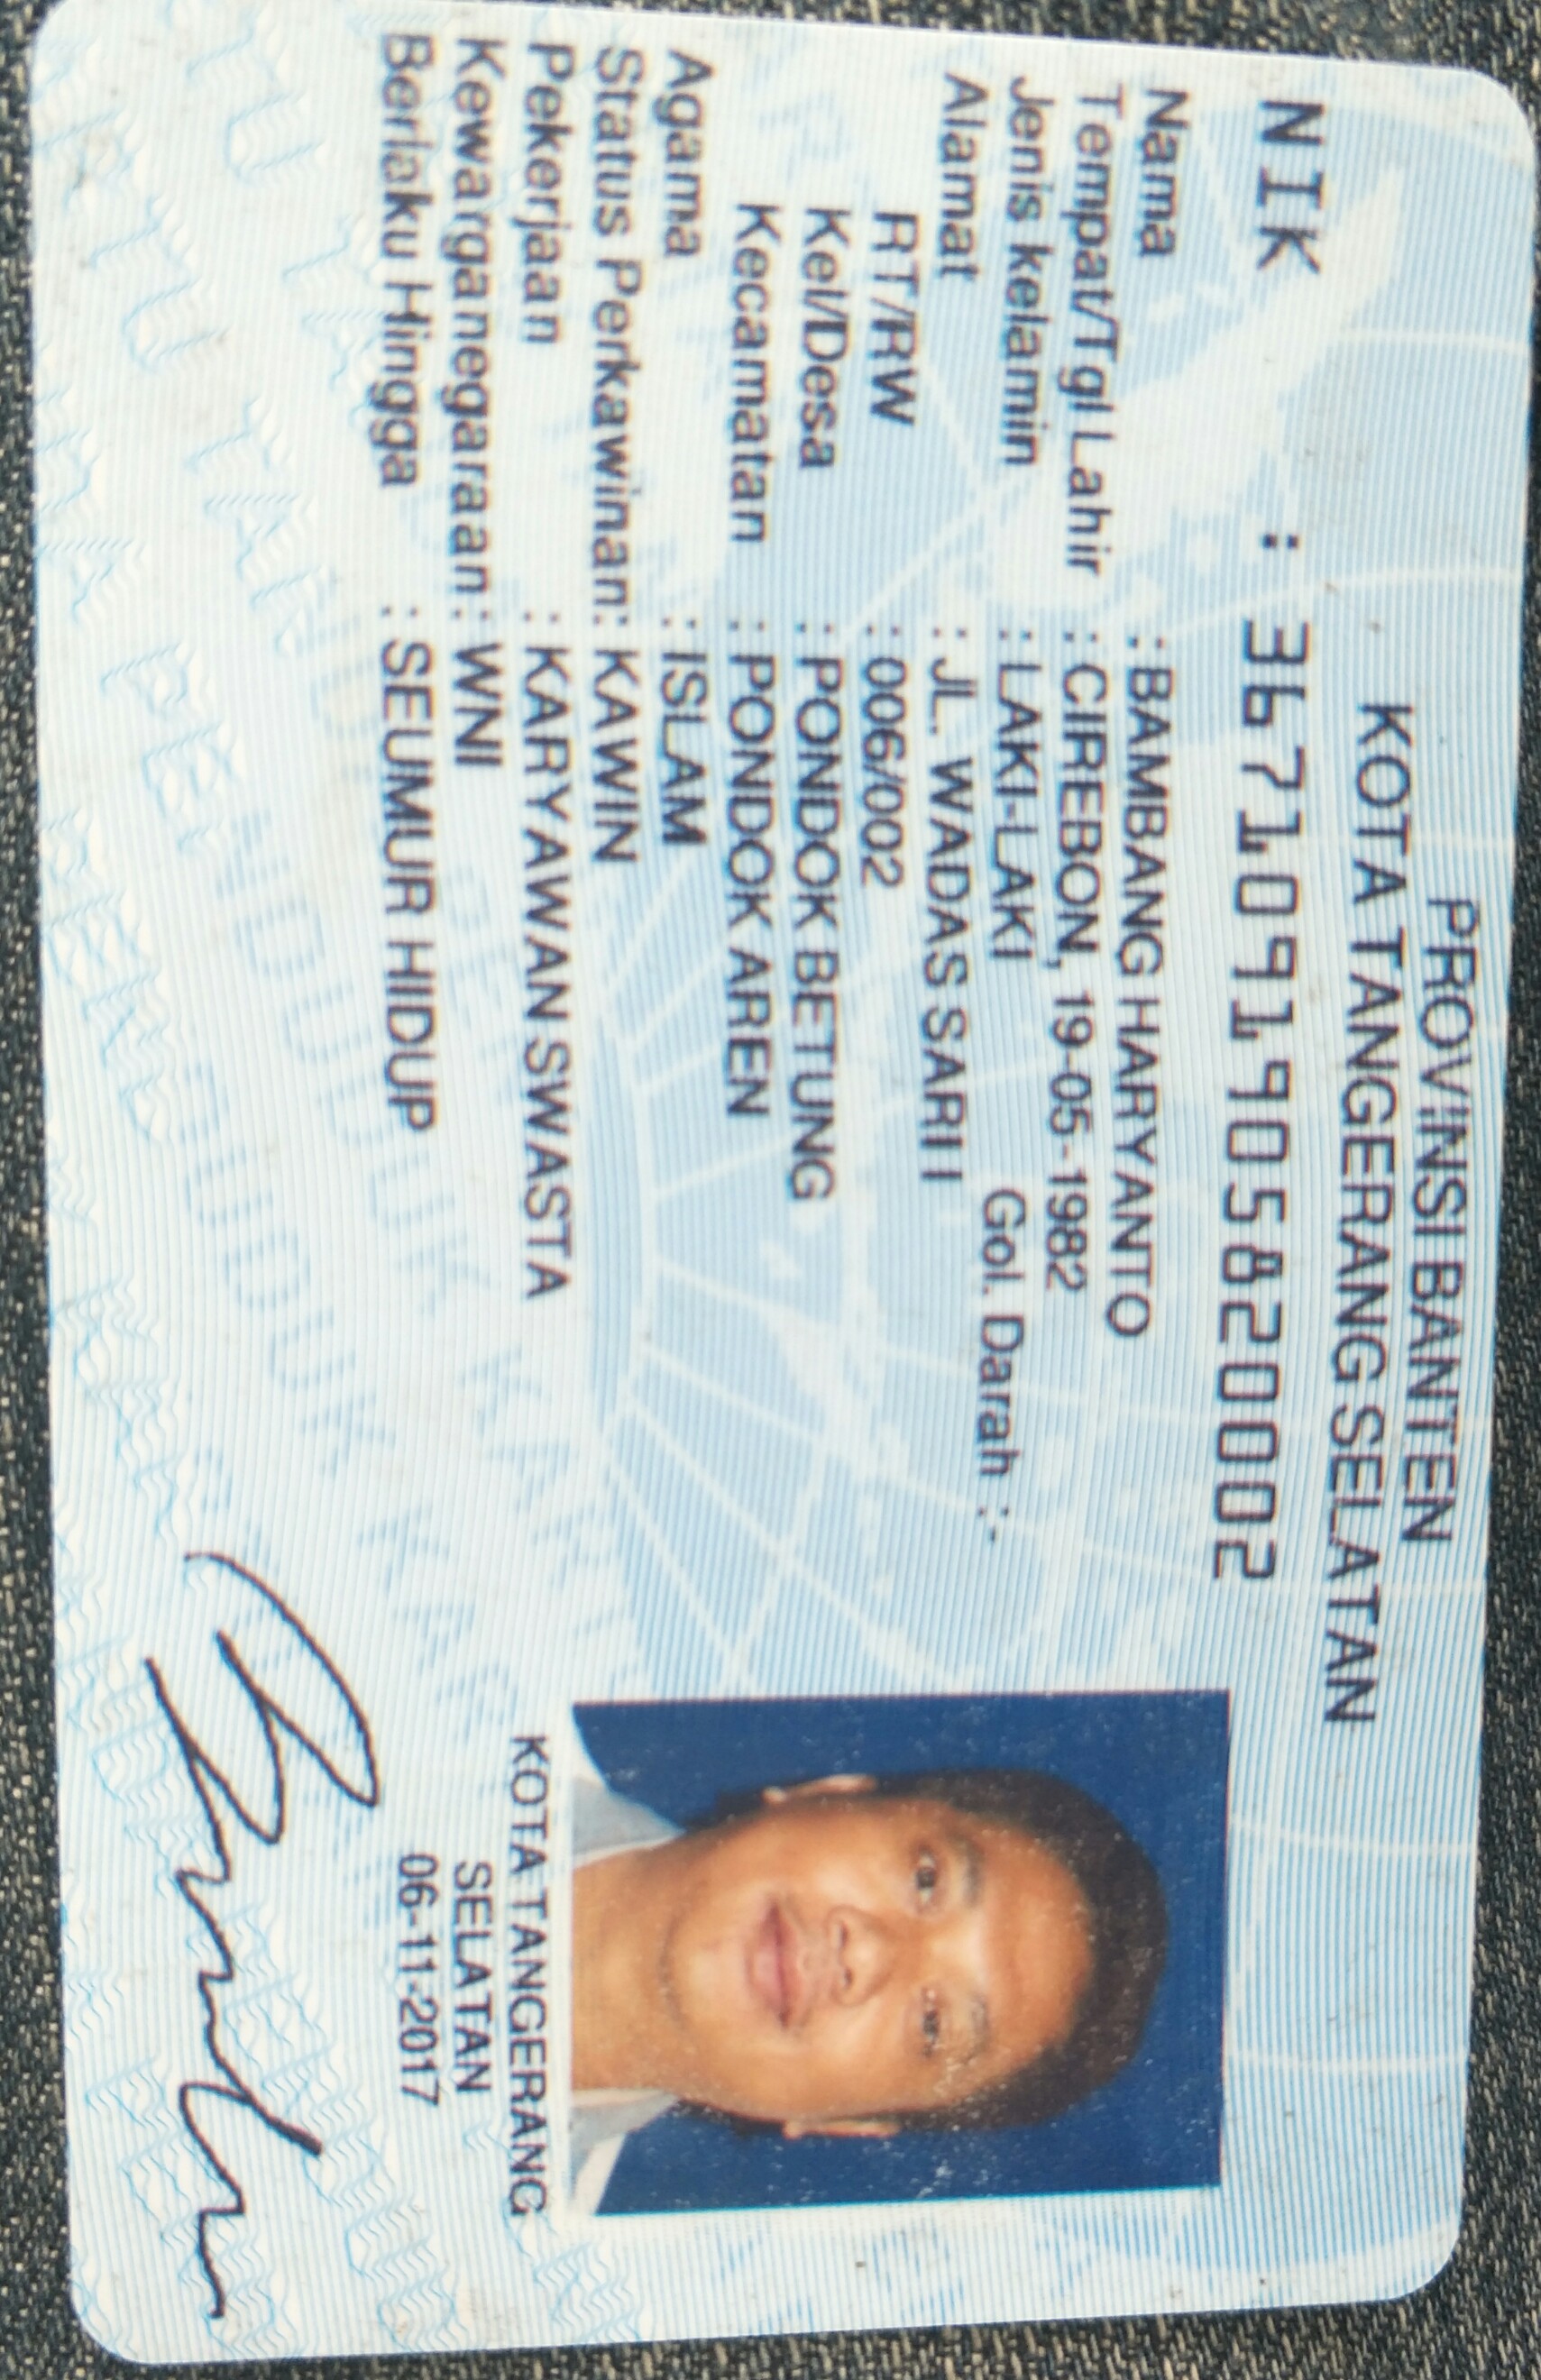 PROVINSI BANTEN
KOTA TANGERANG SELATAN
NIK : 3671091905820002
Nama : BAMBANG HARYANTO
Tempat/Tgl Lahir : CIREBON, 19-05-1982
Jenis kelamin : LAKI-LAKI Gol. Darah : -
Alamat : JL. WADAS SARI I
RT/RW : 006/002
Kel/Desa : PONDOK BETUNG
Kecamatan : PONDOK AREN
Agama : ISLAM
Status Perkawinan: KAWIN
Pekerjaan : KARYAWAN SWASTA
Kewarganegaraan: WNI
Berlaku Hingga : SEUMUR HIDUP
KOTA TANGERANG
SELATAN
06-11-2017